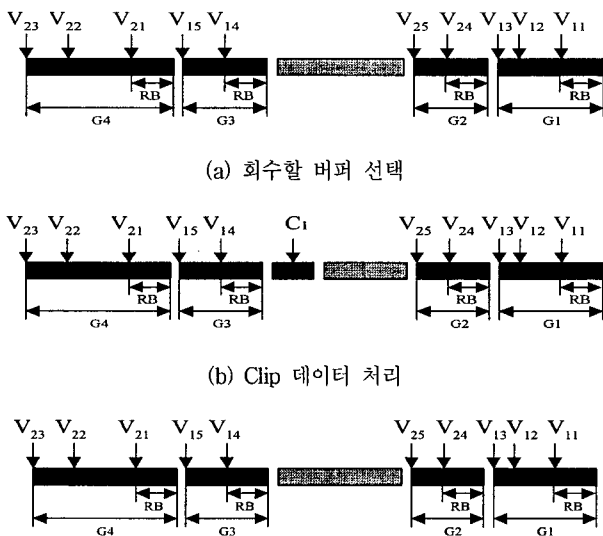 V23 V22 V21 V15 V14 V25 V24 V13 V12 V11
RB RB RB RB
G4 G3 G2 G1
(a) 회수할 버퍼 선택
V23 V22 V21 V15 V14 C1 V25 V24 V13 V12 V11
RB RB RB RB
G4 G3 G2 G1
(b) Clip 데이터 처리
V23 V22 V21 V15 V14 V25 V24 V13 V12 V11
RB RB RB RB
G4 G3 G2 G1